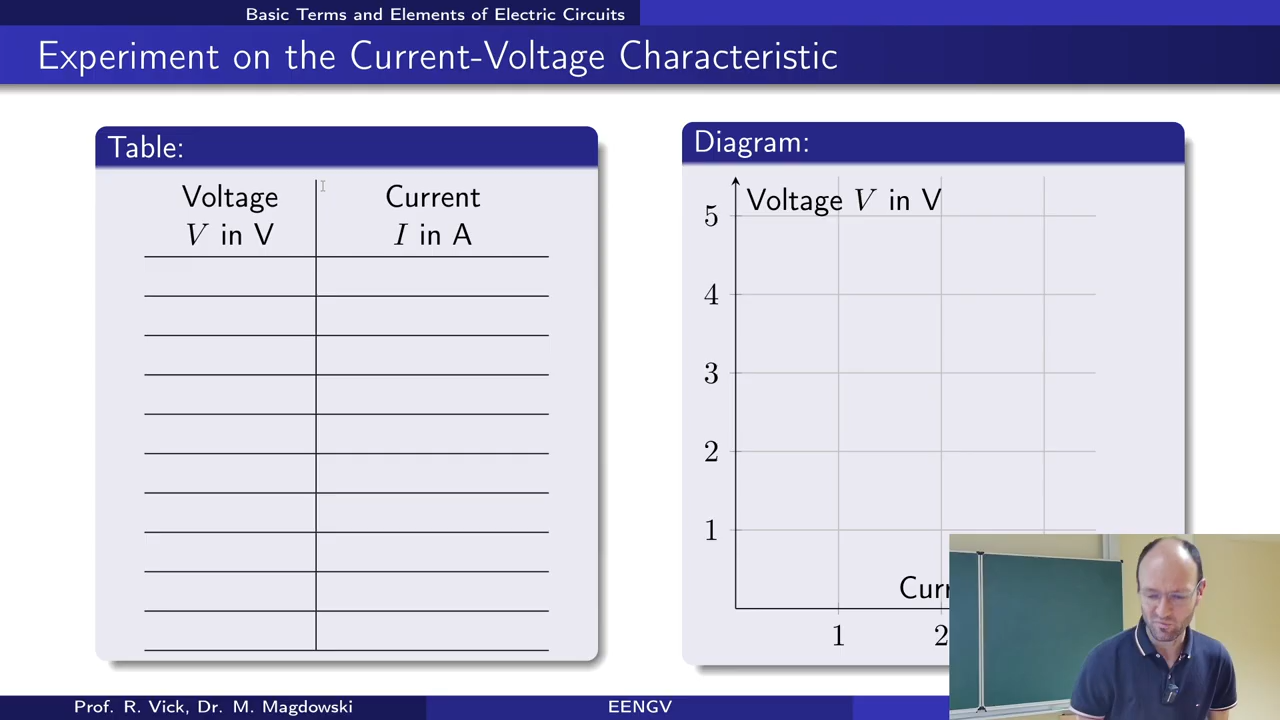 Basic Terms and Elements of Electric Circuits
Experiment on the Current-Voltage Characteristic
Table:
Voltage
V in V
Current
I in A
Diagram:
Voltage V in V
5
4
3
2
1
Curr
1
2
Prof. R. Vick, Dr. M. Magdowski
EENGV